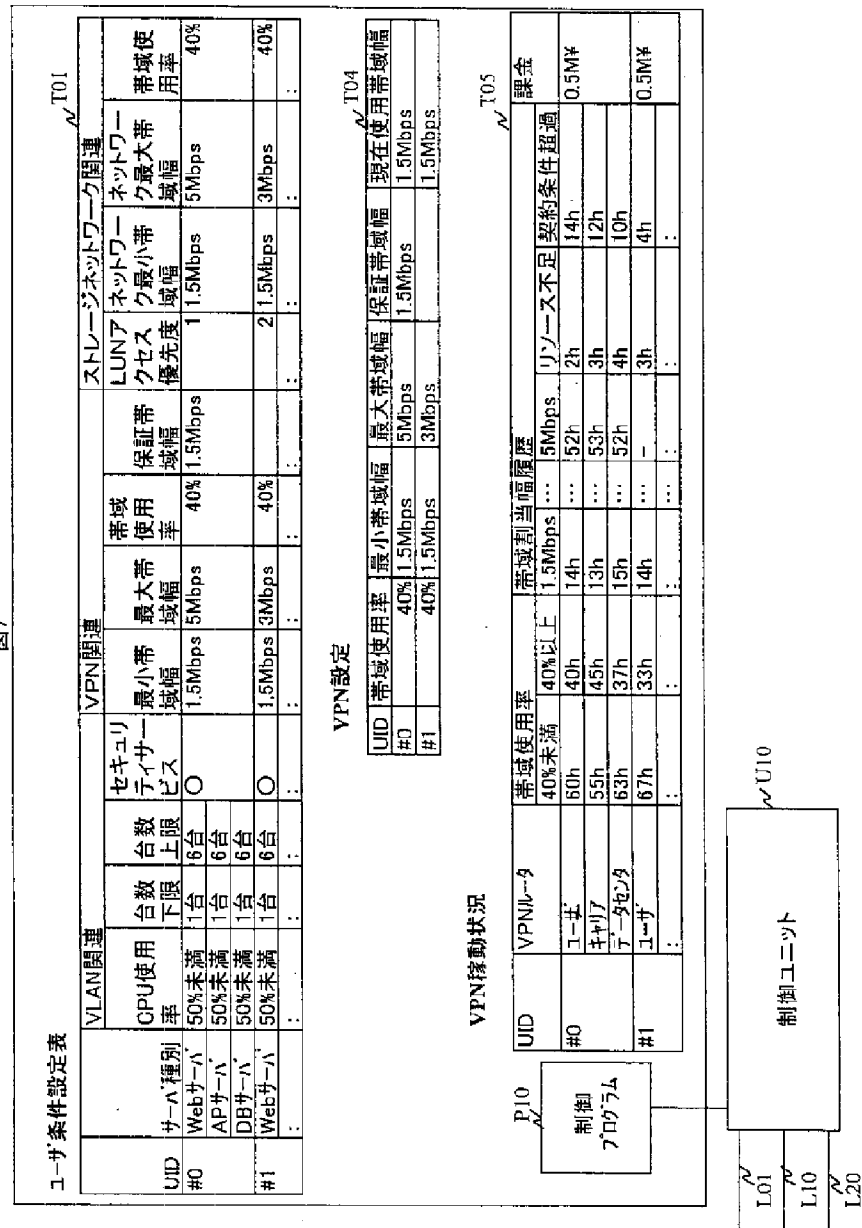 図7
ユーザ条件設定表
T01
VLAN関連 VPN関連 ストレージネットワーク関連
UID サーバ種別 CPU使用率 台数下限 台数上限 セキュリティサービス 最小帯域幅 最大帯域幅 帯域使用率 保証帯域幅 LUNアクセス優先度 ネットワーク最小帯域幅 ネットワーク最大帯域幅 帯域使用率
#0 Webサーバ 50%未満 1台 6台 ○ 1.5Mbps 5Mbps 40% 1.5Mbps 1 1.5Mbps 5Mbps 40%
APサーバ 50%未満 1台 6台
DBサーバ 50%未満 1台 6台
#1 Webサーバ 50%未満 1台 6台 ○ 1.5Mbps 3Mbps 40% 2 1.5Mbps 3Mbps 40%
: : : : : : : : : : : : :
VPN設定
T04
UID 帯域使用率 最小帯域幅 最大帯域幅 保証帯域幅 現在使用帯域幅
#0 40% 1.5Mbps 5Mbps 1.5Mbps 1.5Mbps
#1 40% 1.5Mbps 3Mbps 1.5Mbps
VPN稼動状況
T05
UID VPNルータ 帯域使用率 帯域割当幅履歴 リソース不足 契約条件超過 課金
40%未満 40%以上 1.5Mbps … 5Mbps
#0 ユーザ 60h 40h 14h … 52h 2h 14h 0.5M¥
キャリア 55h 45h 13h … 53h 3h 12h
データセンタ 63h 37h 15h … 52h 4h 10h
#1 ユーザ 67h 33h 14h … - 3h 4h 0.5M¥
: : : : : : :
P10
制御
プログラム
U10
制御ユニット
L01
L10
L20